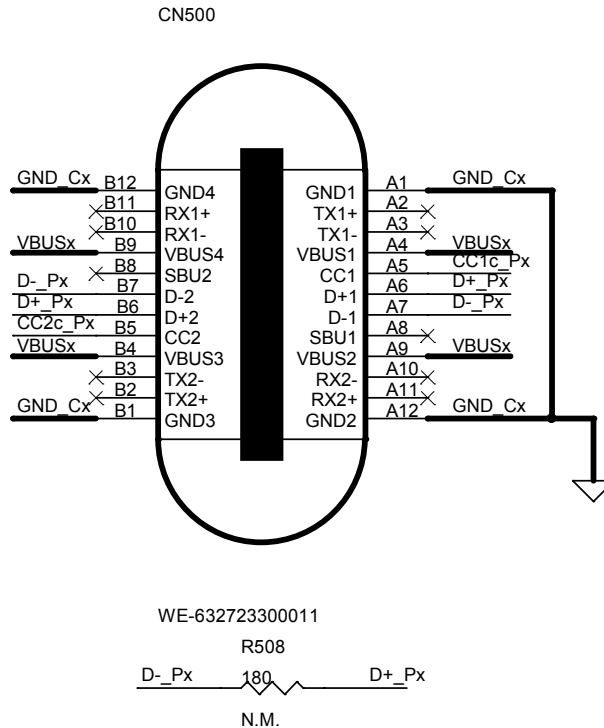 CN500
GND_Cx B12 GND4 GND1 A1 GND_Cx
B11 RX1+ TX1+ A2
B10 RX1- TX1- A3
VBUSx B9 VBUS4 VBUS1 A4 VBUSx
B8 SBU2 CC1 A5 CC1c_Px
D-_Px B7 D-2 D+1 A6 D+_Px
D+_Px B6 D+2 D-1 A7 D-_Px
CC2c_Px B5 CC2 SBU1 A8
VBUSx B4 VBUS3 VBUS2 A9 VBUSx
B3 TX2- RX2- A10
B2 TX2+ RX2+ A11
GND_Cx B1 GND3 GND2 A12 GND_Cx
WE-632723300011
R508
D-_Px 180 D+_Px
N.M.